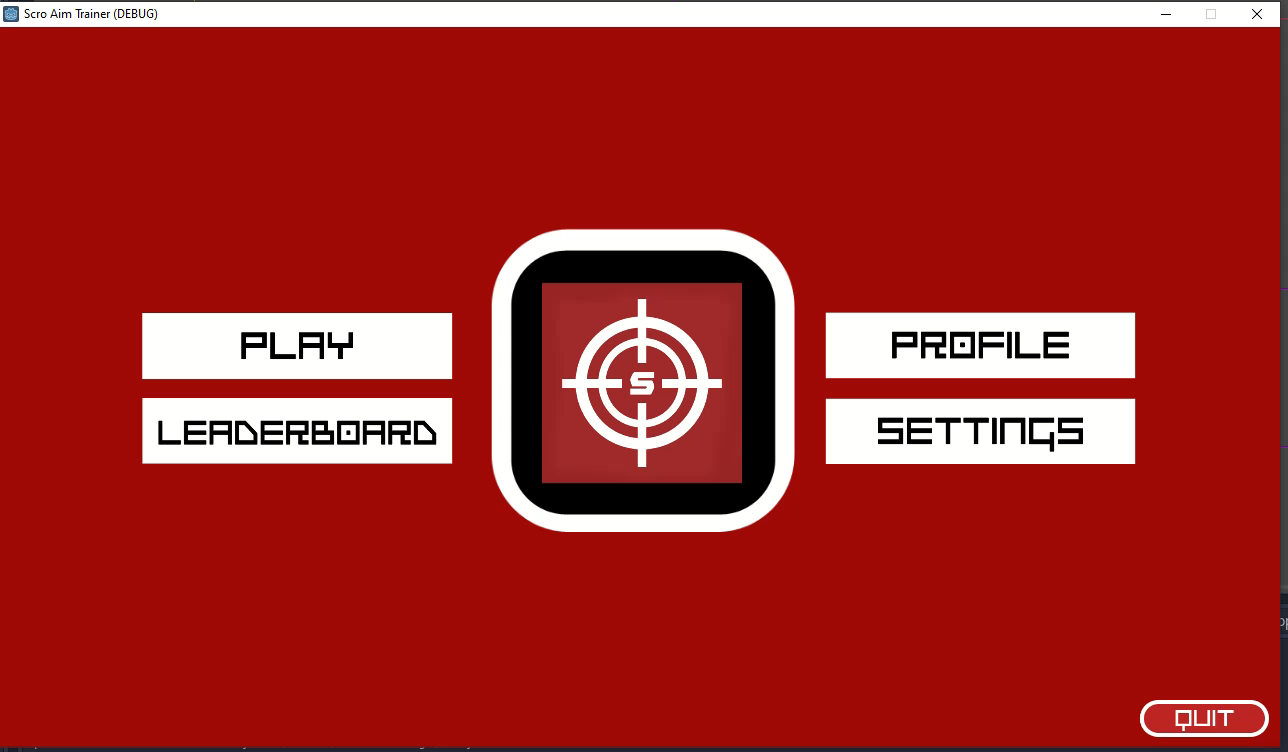 Scro Aim Trainer (DEBUG)
PLAY
LEADERBOARD
S
PROFILE
SETTINGS
QUIT